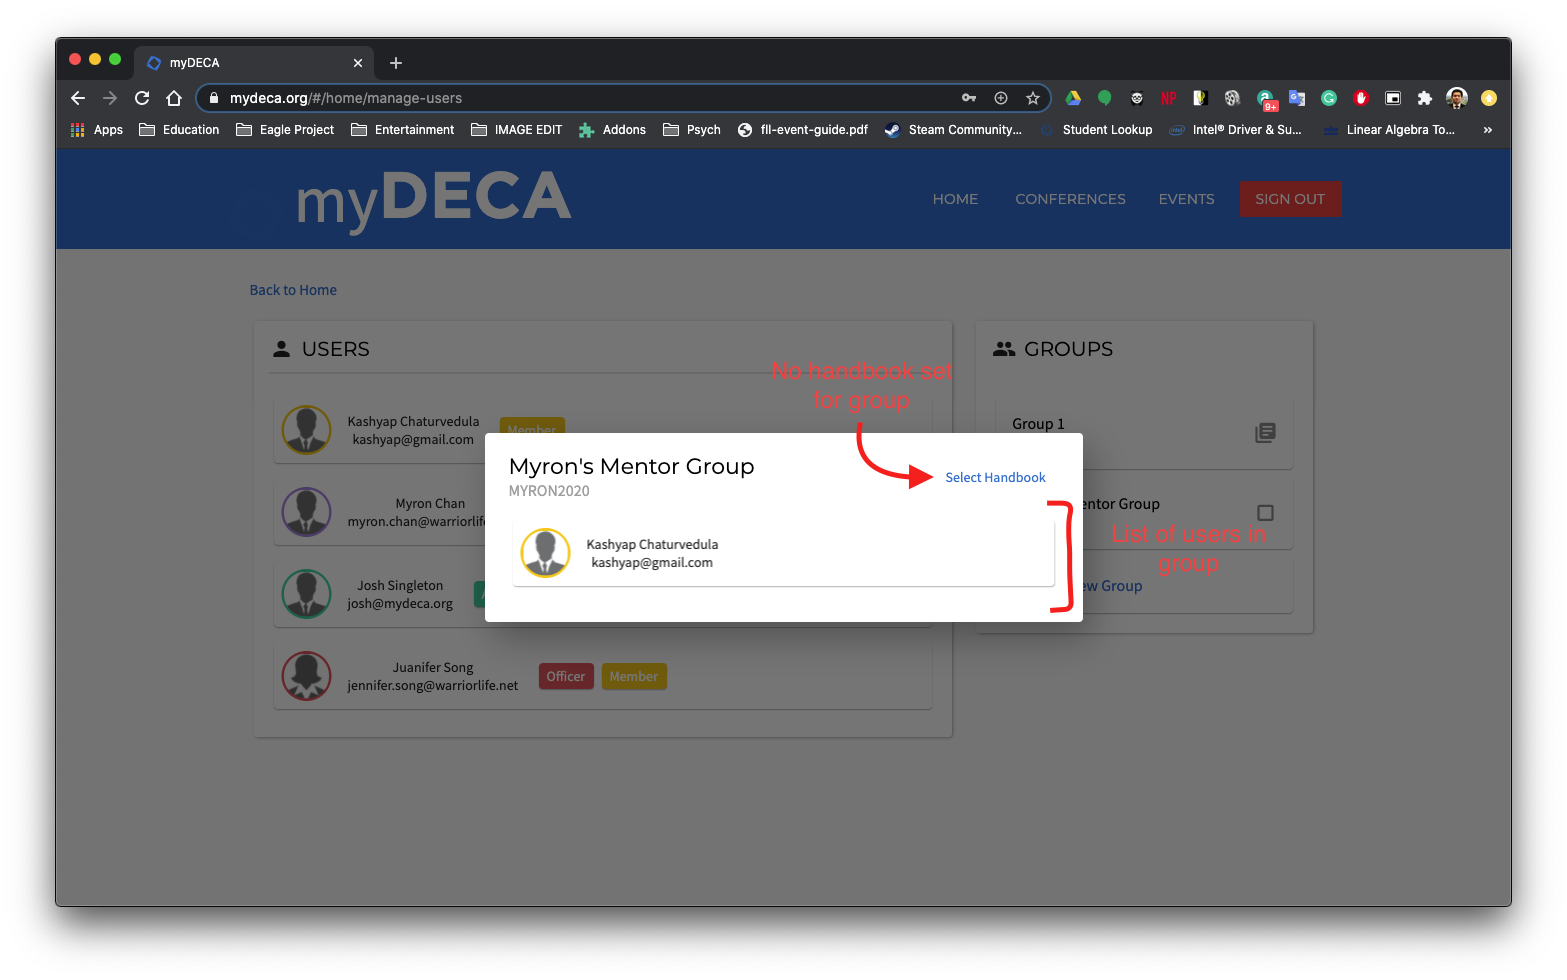 myDECA
mydeca.org/#/home/manage-users
NP
9+
Apps
Education
Eagle Project
Entertainment
IMAGE EDIT
Addons
Psych
fll-event-guide.pdf
Steam Community...
Student Lookup
Intel® Driver & Su...
Linear Algebra To...
»
myDECA
HOME
CONFERENCES
EVENTS
SIGN OUT
Back to Home
USERS
GROUPS
No handbook set
for group
Kashyap Chaturvedula
kashyap@gmail.com
Member
Group 1
Myron's Mentor Group
MYRON2020
Select Handbook
Kashyap Chaturvedula
kashyap@gmail.com
Myron Chan
myron.chan@warriorlife
entor Group
List of users in
group
Josh Singleton
josh@mydeca.org
ew Group
Juanifer Song
jennifer.song@warriorlife.net
Officer
Member